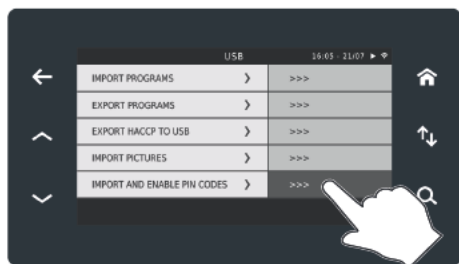 USB 16:05 - 21/07
IMPORT PROGRAMS >>>
EXPORT PROGRAMS >>>
EXPORT HACCP TO USB >>>
IMPORT PICTURES >>>
IMPORT AND ENABLE PIN CODES >>>